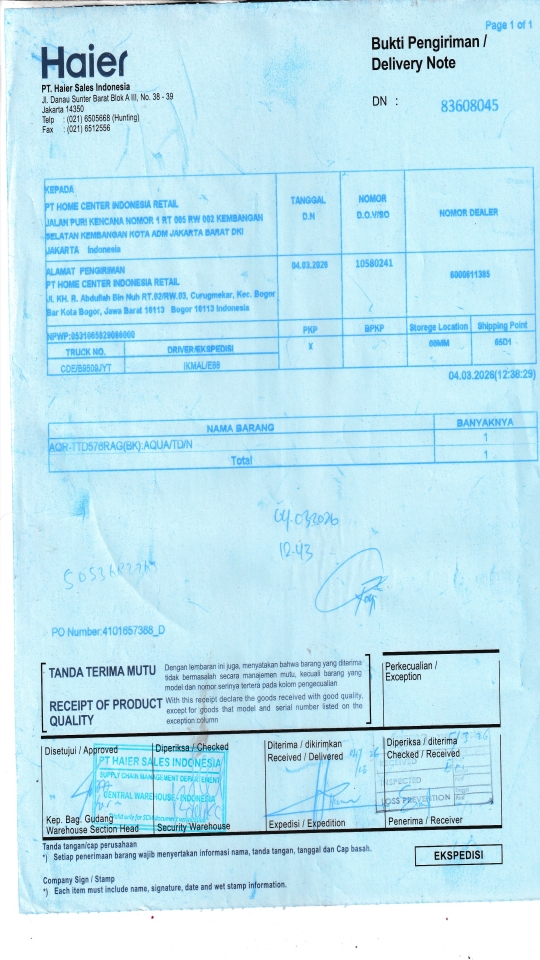 Page 1 of 1
Haier
Bukti Pengiriman /
Delivery Note
PT. Haier Sales Indonesia
Jl. Danau Sunter Barat Blok A III, No. 38 - 39
Jakarta 14350
Telp : (021) 6505668 (Hunting)
Fax : (021) 6512556
DN : 83608045
KEPADA
PT HOME CENTER INDONESIA RETAIL
JALAN PURI KENCANA NOMOR 1 RT 005 RW 002 KEMBANGAN
SELATAN KEMBANGAN KOTA ADM JAKARTA BARAT DKI
JAKARTA Indonesia
TANGGAL
D.N
NOMOR
D.O.V/SO
NOMOR DEALER
ALAMAT PENGIRIMAN
PT HOME CENTER INDONESIA RETAIL
Jl. KH. R. Abdullah Bin Nuh RT.02/RW.03, Curugmekar, Kec. Bogor
Bar Kota Bogor, Jawa Barat 16113 Bogor 16113 Indonesia
04.03.2026
10580241
6000611385
NPWP:
PKP
BPKP
Storege Location
Shipping Point
TRUCK NO.
DRIVER/EKSPEDISI
X
65D1
CDE/B9509JYT
IKMAL/E68
04.03.2026(12:38:29)
NAMA BARANG
BANYAKNYA
AQR-TTD578RAG(BK):AQUA/TD/N
1
Total
1
04.03.2026
12.43
PO Number:4101657388_D
TANDA TERIMA MUTU
Dengan lembaran ini juga, menyatakan bahwa barang yang diterima
tidak bermasalah secara manajemen mutu, kecuali barang yang
model dan nomor serinya tertera pada kolom pengecualian
RECEIPT OF PRODUCT
QUALITY
With this receipt declare the goods received with good quality,
except for goods that model and serial number listed on the
exception column
Perkecualian /
Exception
Disetujui / Approved
Diperiksa / Checked
Diterima / dikirimkan
Received / Delivered
Diperiksa / diterima
Checked / Received
PT HAIER SALES INDONESIA
SUPPLY CHAIN MANAGEMENT DEPARTEMENT
CENTRAL WAREHOUSE - INDONESIA
INSPECTED
LOSS PREVENTION
Kep. Bag. Gudang
Warehouse Section Head
Security Warehouse
Expedisi / Expedition
Penerima / Receiver
Tanda tangan/cap perusahaan
*) Setiap penerimaan barang wajib menyertakan informasi nama, tanda tangan, tanggal dan Cap basah.
EKSPEDISI
Company Sign / Stamp
*) Each item must include name, signature, date and wet stamp information.